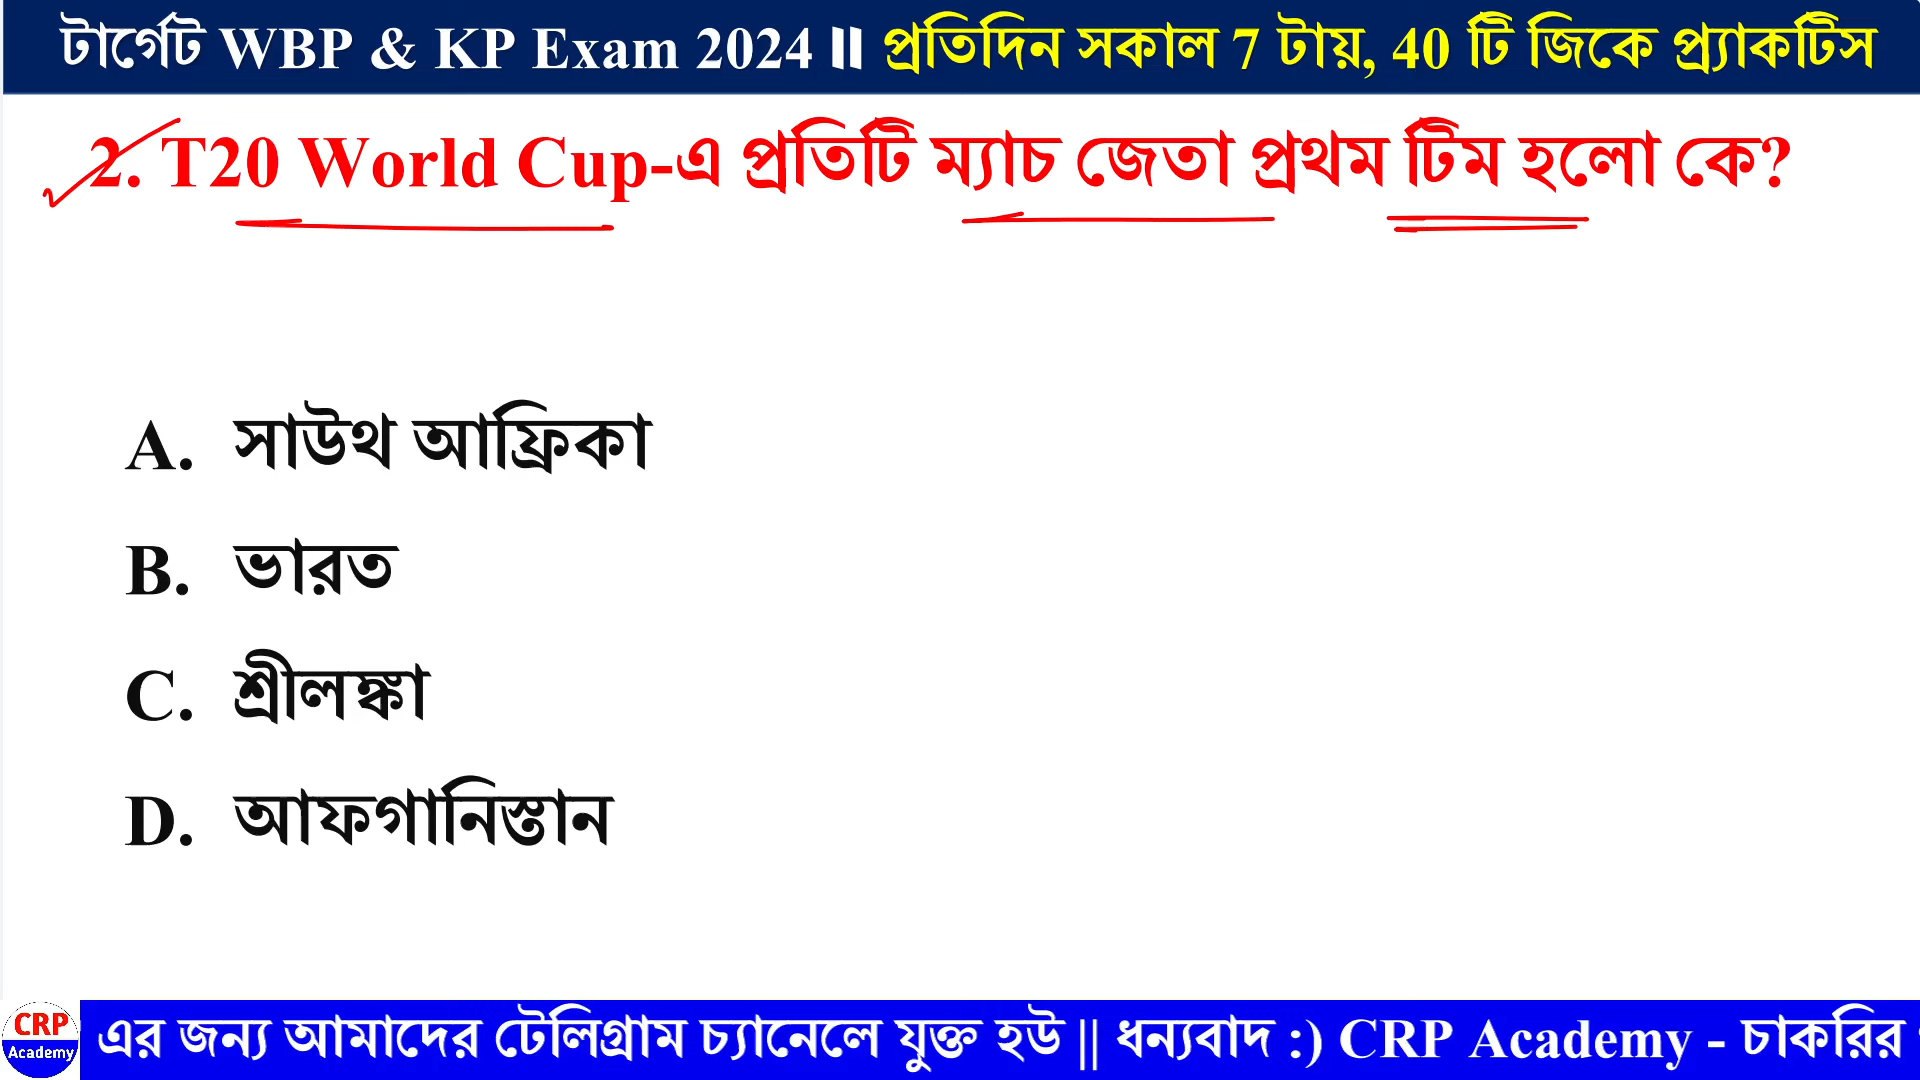 টার্গেট WBP & KP Exam 2024 ॥ প্রতিদিন সকাল 7 টায়, 40 টি জিকে প্র্যাকটিস
2. T20 World Cup-এ প্রতিটি ম্যাচ জেতা প্রথম টিম হলো কে?
A. সাউথ আফ্রিকা
B. ভারত
C. শ্রীলঙ্কা
D. আফগানিস্তান
CRP
Academy
এর জন্য আমাদের টেলিগ্রাম চ্যানেলে যুক্ত হউ || ধন্যবাদ :) CRP Academy - চাকরির